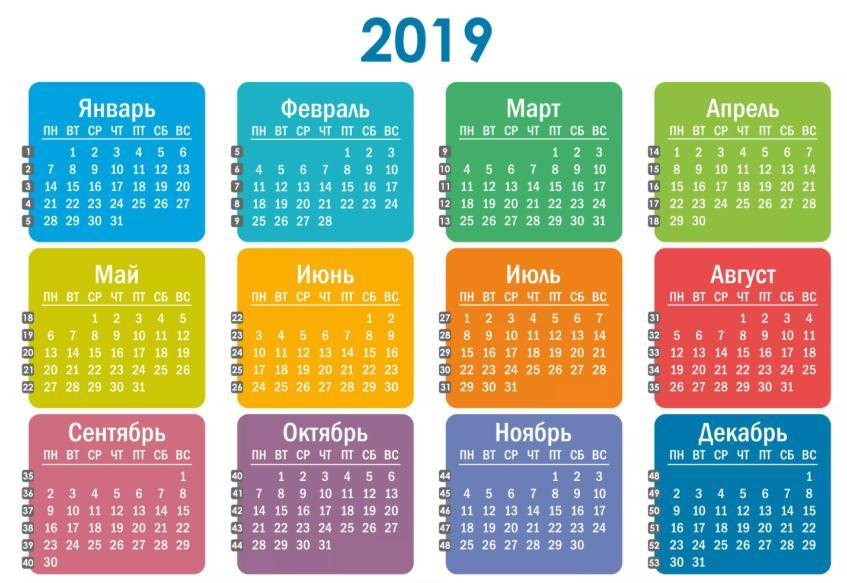 2019
Январь
ПН ВТ СР ЧТ ПТ СБ ВС
1 1 2 3 4 5 6
2 7 8 9 10 11 12 13
3 14 15 16 17 18 19 20
4 21 22 23 24 25 26 27
5 28 29 30 31
Февраль
ПН ВТ СР ЧТ ПТ СБ ВС
5 1 2 3
6 4 5 6 7 8 9 10
7 11 12 13 14 15 16 17
8 18 19 20 21 22 23 24
9 25 26 27 28
Март
ПН ВТ СР ЧТ ПТ СБ ВС
9 1 2 3
10 4 5 6 7 8 9 10
11 11 12 13 14 15 16 17
12 18 19 20 21 22 23 24
13 25 26 27 28 29 30 31
Апрель
ПН ВТ СР ЧТ ПТ СБ ВС
14 1 2 3 4 5 6 7
15 8 9 10 11 12 13 14
16 15 16 17 18 19 20 21
17 22 23 24 25 26 27 28
18 29 30
Май
ПН ВТ СР ЧТ ПТ СБ ВС
18 1 2 3 4 5
19 6 7 8 9 10 11 12
20 13 14 15 16 17 18 19
21 20 21 22 23 24 25 26
22 27 28 29 30 31
Июнь
ПН ВТ СР ЧТ ПТ СБ ВС
22 1 2
23 3 4 5 6 7 8 9
24 10 11 12 13 14 15 16
25 17 18 19 20 21 22 23
26 24 25 26 27 28 29 30
Июль
ПН ВТ СР ЧТ ПТ СБ ВС
27 1 2 3 4 5 6 7
28 8 9 10 11 12 13 14
29 15 16 17 18 19 20 21
30 22 23 24 25 26 27 28
31 29 30 31
Август
ПН ВТ СР ЧТ ПТ СБ ВС
31 1 2 3 4
32 5 6 7 8 9 10 11
33 12 13 14 15 16 17 18
34 19 20 21 22 23 24 25
35 26 27 28 29 30 31
Сентябрь
ПН ВТ СР ЧТ ПТ СБ ВС
35 1
36 2 3 4 5 6 7 8
37 9 10 11 12 13 14 15
38 16 17 18 19 20 21 22
39 23 24 25 26 27 28 29
40 30
Октябрь
ПН ВТ СР ЧТ ПТ СБ ВС
40 1 2 3 4 5 6
41 7 8 9 10 11 12 13
42 14 15 16 17 18 19 20
43 21 22 23 24 25 26 27
44 28 29 30 31
Ноябрь
ПН ВТ СР ЧТ ПТ СБ ВС
44 1 2 3
45 4 5 6 7 8 9 10
46 11 12 13 14 15 16 17
47 18 19 20 21 22 23 24
48 25 26 27 28 29 30
Декабрь
ПН ВТ СР ЧТ ПТ СБ ВС
48 1
49 2 3 4 5 6 7 8
50 9 10 11 12 13 14 15
51 16 17 18 19 20 21 22
52 23 24 25 26 27 28 29
53 30 31